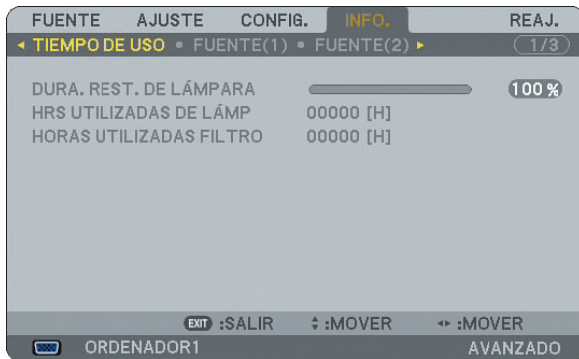 FUENTE AJUSTE CONFIG. INFO. REAJ.
TIEMPO DE USO • FUENTE(1) • FUENTE(2) 1/3
DURA. REST. DE LÁMPARA 100 %
HRS UTILIZADAS DE LÁMP 00000 [H]
HORAS UTILIZADAS FILTRO 00000 [H]
EXIT :SALIR :MOVER :MOVER
ORDENADOR1 AVANZADO